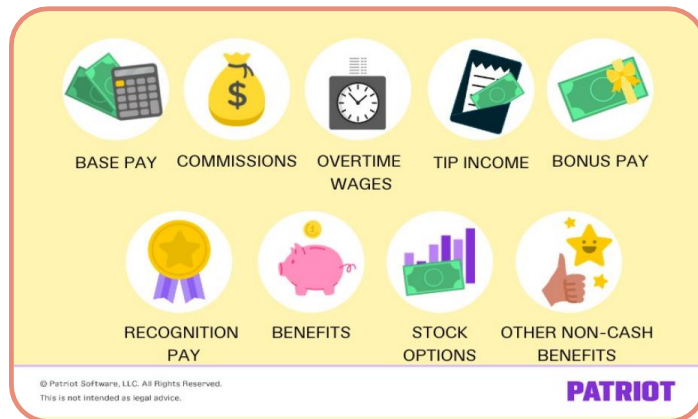 $
BASE PAY
COMMISSIONS
OVERTIME
WAGES
TIP INCOME
BONUS PAY
£
RECOGNITION
PAY
BENEFITS
STOCK
OPTIONS
OTHER NON-CASH
BENEFITS
© Patriot Software, LLC. All Rights Reserved.
This is not intended as legal advice.
PATRIOT